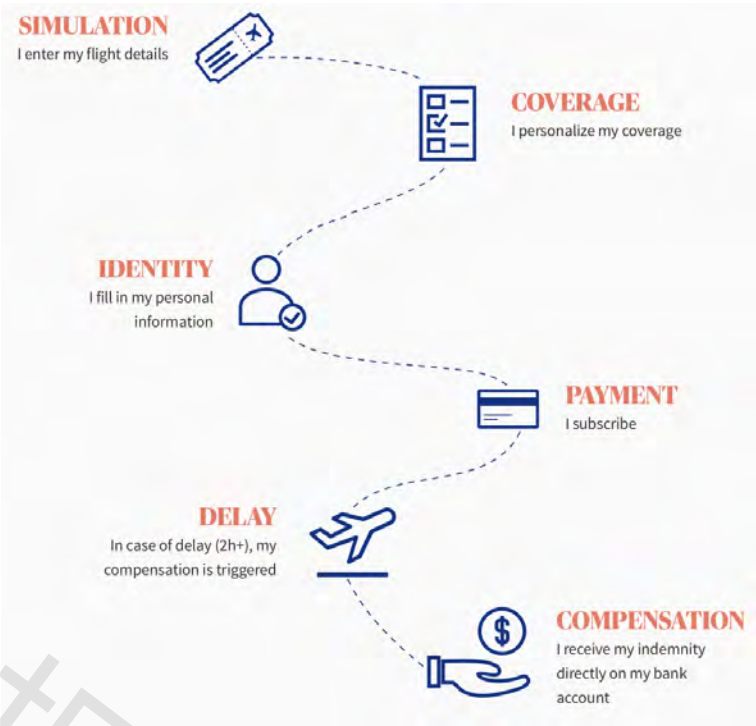 SIMULATION
I enter my flight details
COVERAGE
I personalize my coverage
IDENTITY
I fill in my personal
information
PAYMENT
I subscribe
DELAY
In case of delay (2h+), my
compensation is triggered
$
COMPENSATION
I receive my indemnity
directly on my bank
account